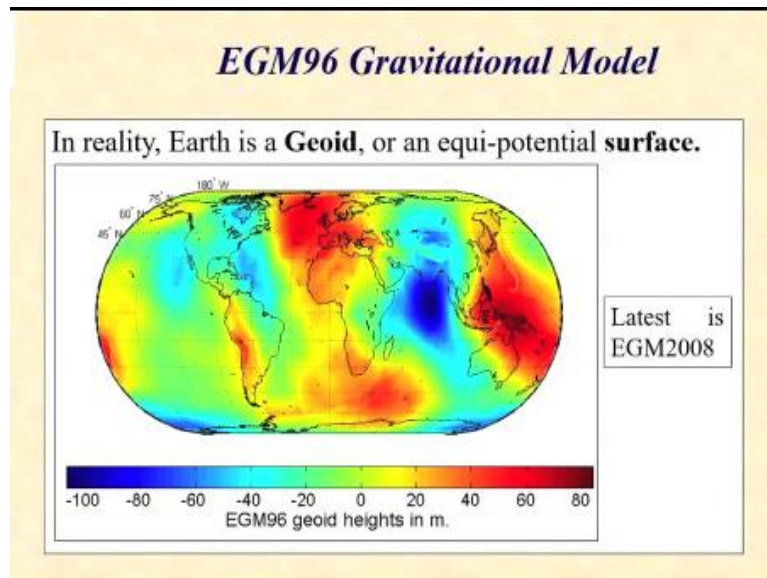 EGM96 Gravitational Model
In reality, Earth is a Geoid, or an equi-potential surface.
180° W
75° N
60° N
45° N
Latest is
EGM2008
-100 -80 -60 -40 -20 0 20 40 60 80
EGM96 geoid heights in m.